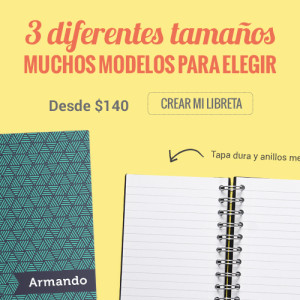 3 diferentes tamaños
MUCHOS MODELOS PARA ELEGIR
Desde $140
CREAR MI LIBRETA
Tapa dura y anillos
Armando